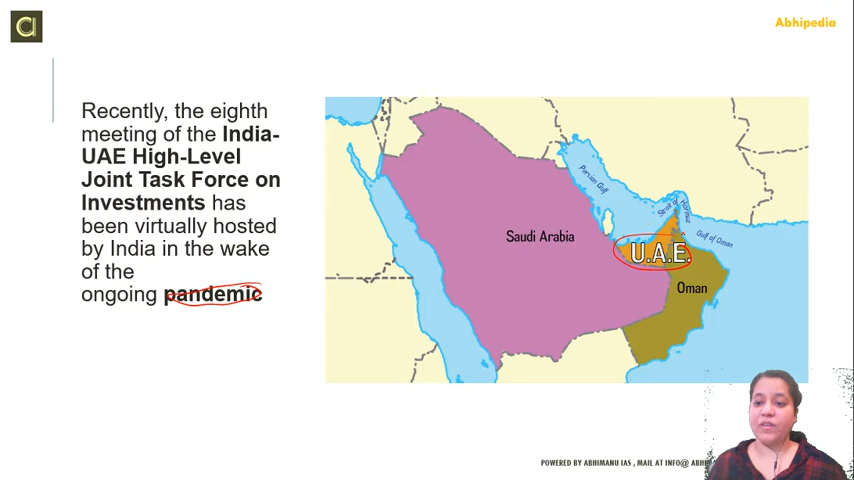 Abhipedia
Recently, the eighth
meeting of the India-
UAE High-Level
Joint Task Force on
Investments has
been virtually hosted
by India in the wake
of the
ongoing pandemic
Persian Gulf
Strait of
Hormuz
Gulf of Oman
Saudi Arabia
U.A.E.
Oman
POWERED BY ABHIMANU IAS , MAIL AT INFO@ ABH